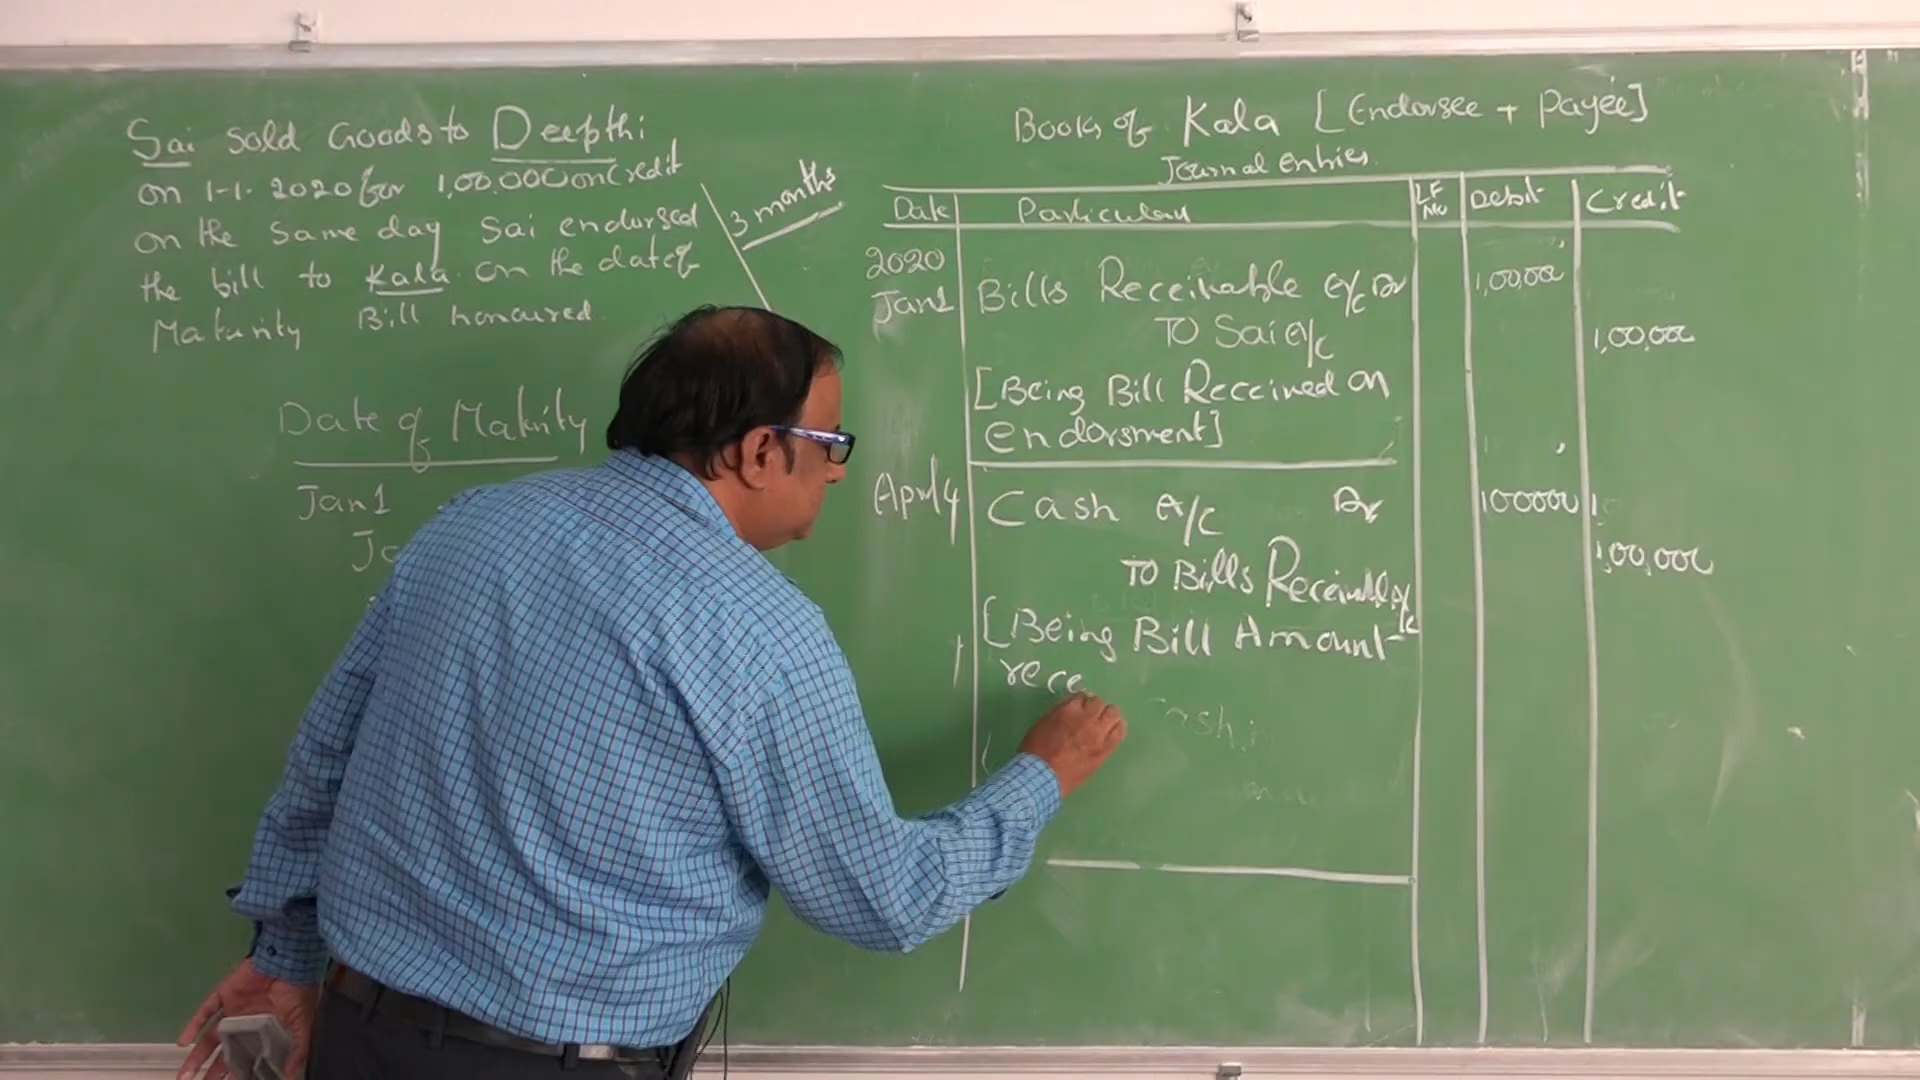 Sai sold Goods to Deepthi
on 1-1-2020 for 1,00,000 on Credit
on the same day Sai endorsed
the bill to Kala on the date of
Maturity Bill honoured.
3 months
Date of Maturity
Jan 1
Books of Kala [Endorsee + Payee]
Journal Entries
Date Particulars LF No Debit Credit
2020
Jan 1 Bills Receivable A/c Dr 1,00,000
To Sai A/c 1,00,000
[Being Bill Received on
endorsment]
April 4 Cash A/c Dr 100000
To Bills Receivable A/c 1,00,000
[Being Bill Amount
rece